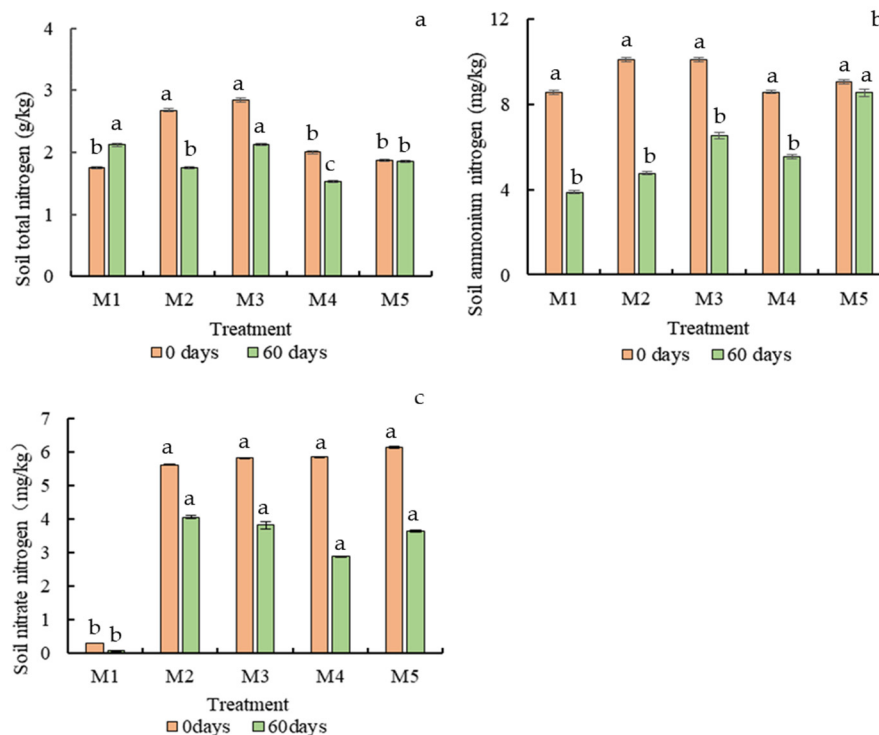 a
Soil total nitrogen (g/kg)
4
3
2
1
0
b a
a b
a a
b c
b b
M1 M2 M3 M4 M5
Treatment
0 days 60 days
b
Soil ammonium nitrogen (mg/kg)
12
8
4
0
a b
a b
a b
a b
a a
M1 M2 M3 M4 M5
Treatment
0 days 60 days
c
Soil nitrate nitrogen（mg/kg）
7
6
5
4
3
2
1
0
b b
a a
a a
a a
a a
M1 M2 M3 M4 M5
Treatment
0days 60days